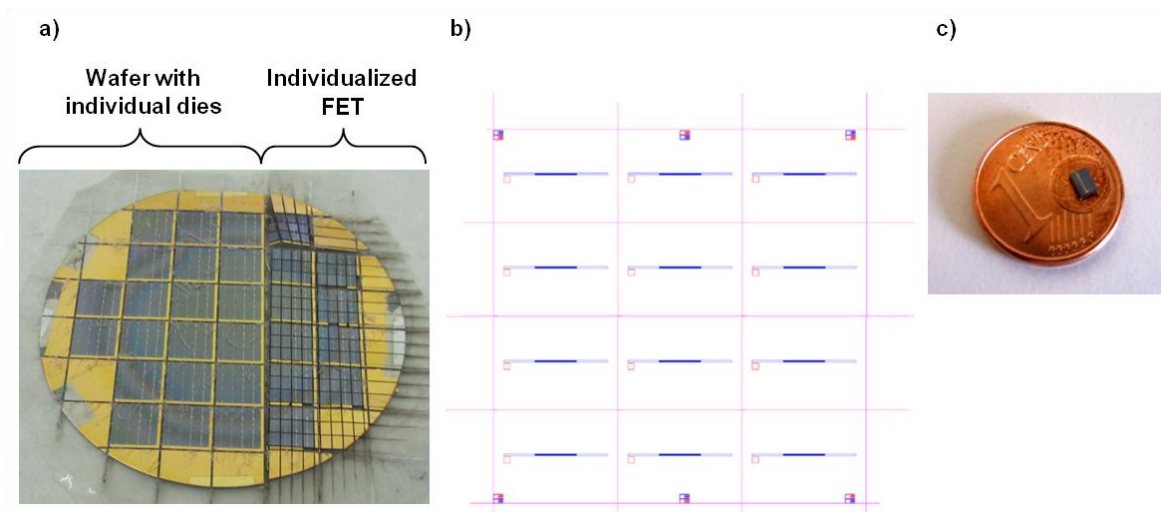 a)
b)
c)
Wafer with
individual dies
Individualized
FET
CENT
1